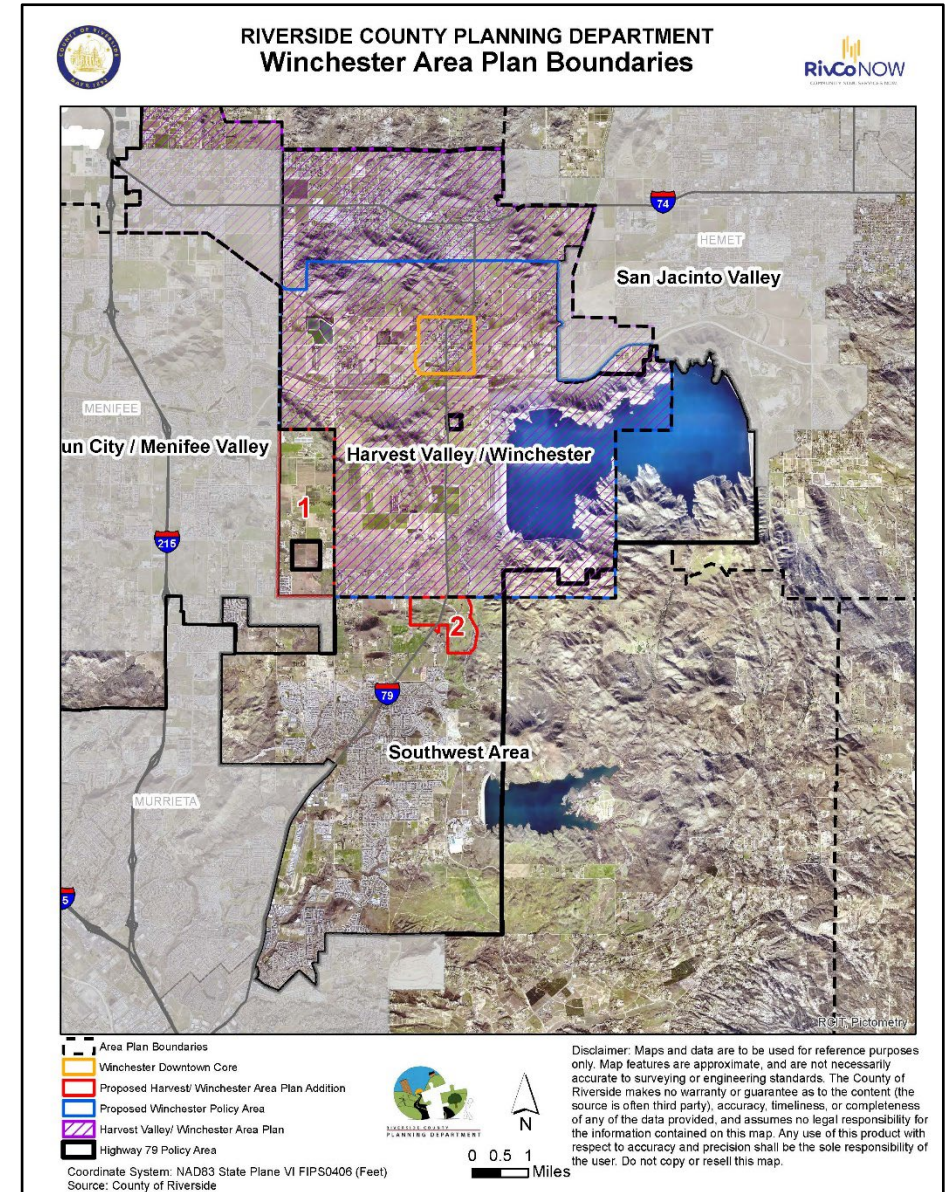 RIVERSIDE COUNTY PLANNING DEPARTMENT
Winchester Area Plan Boundaries
RivCoNOW
74
HEMET
San Jacinto Valley
MENIFEE
un City / Menifee Valley
Harvest Valley / Winchester
1
215
2
79
Southwest Area
MURRIETA
5
RCIT, Pictometry
Area Plan Boundaries
Winchester Downtown Core
Proposed Harvest/ Winchester Area Plan Addition
Proposed Winchester Policy Area
Harvest Valley/ Winchester Area Plan
Highway 79 Policy Area
Coordinate System: NAD83 State Plane VI FIPS0406 (Feet)
Source: County of Riverside
RIVERSIDE COUNTY
PLANNING DEPARTMENT
N
0 0.5 1
Miles
Disclaimer: Maps and data are to be used for reference purposes
only. Map features are approximate, and are not necessarily
accurate to surveying or engineering standards. The County of
Riverside makes no warranty or guarantee as to the content (the
source is often third party), accuracy, timeliness, or completeness
of any of the data provided, and assumes no legal responsibility for
the information contained on this map. Any use of this product with
respect to accuracy and precision shall be the sole responsibility of
the user. Do not copy or resell this map.